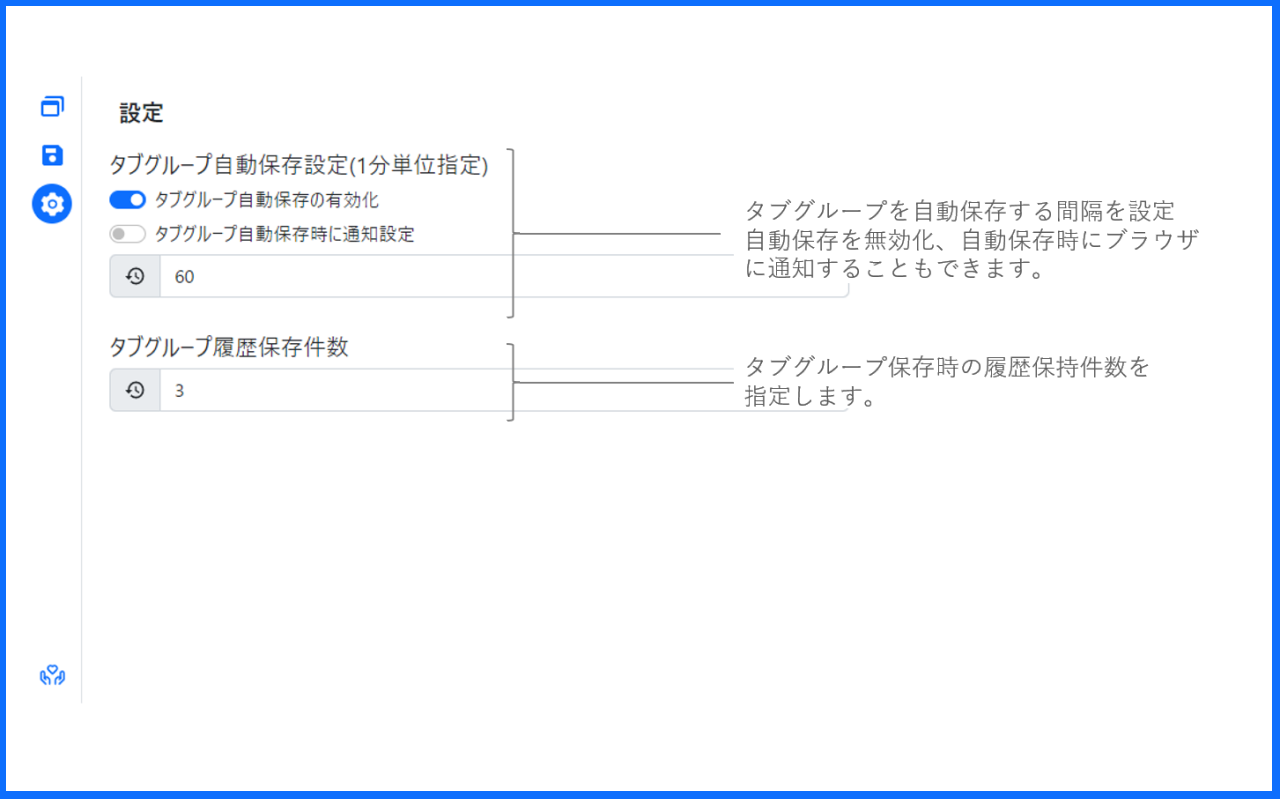 設定
タブグループ自動保存設定(1分単位指定)
タブグループ自動保存の有効化
タブグループ自動保存時に通知設定
60
タブグループを自動保存する間隔を設定
自動保存を無効化、自動保存時にブラウザ
に通知することもできます。
タブグループ履歴保存件数
3
タブグループ保存時の履歴保持件数を
指定します。